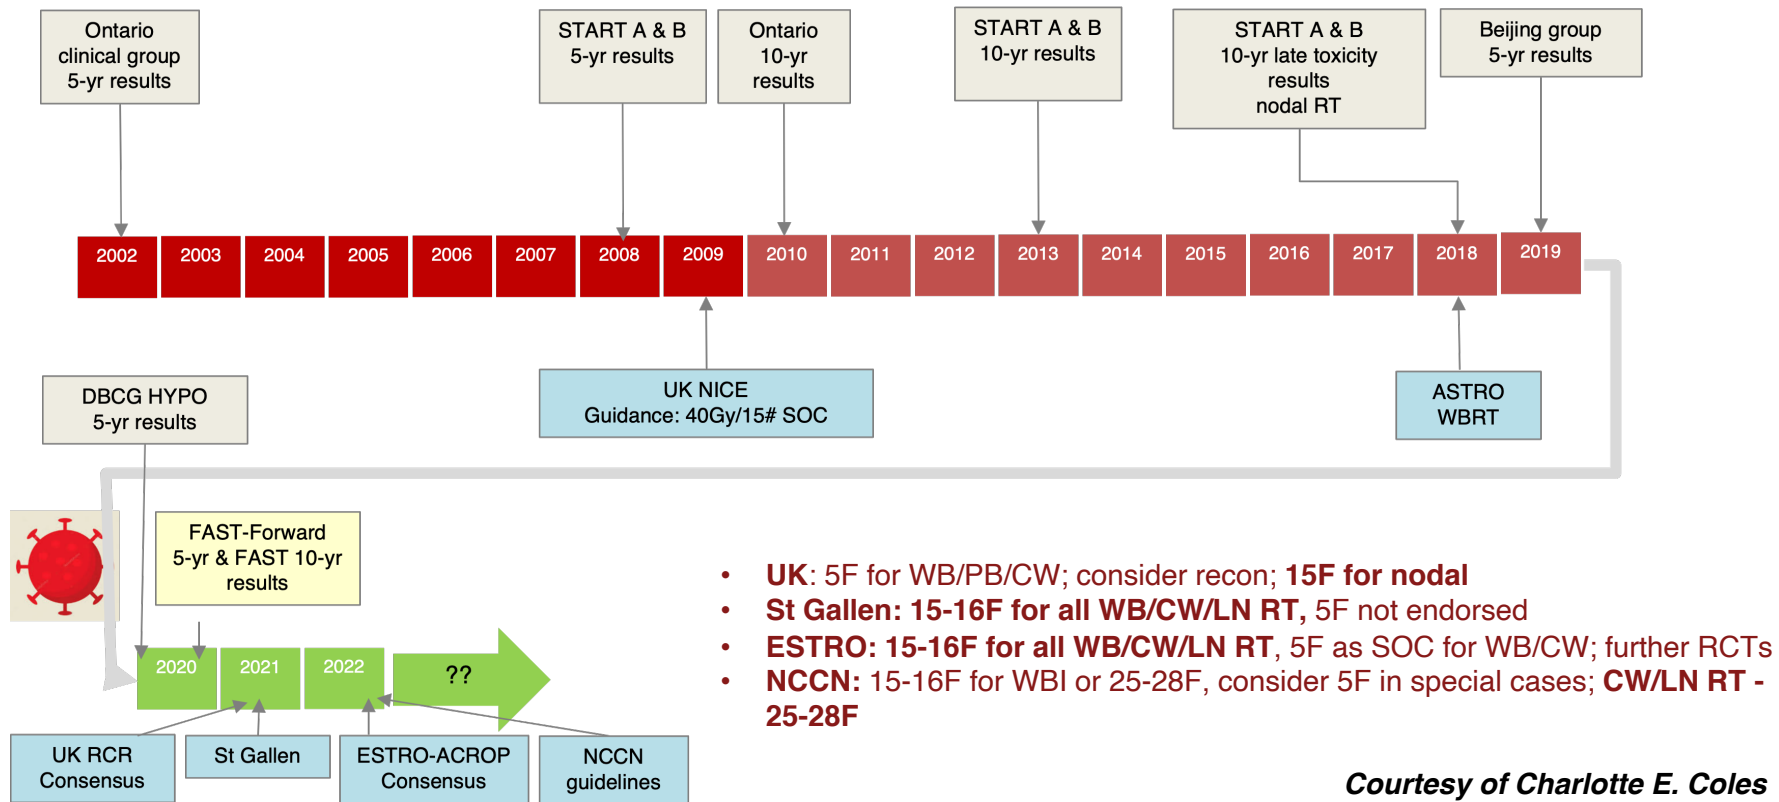 Ontario
clinical group
5-yr results
START A & B
5-yr results
Ontario
10-yr
results
START A & B
10-yr results
START A & B
10-yr late toxicity
results
nodal RT
Beijing group
5-yr results
2002
2003
2004
2005
2006
2007
2008
2009
2010
2011
2012
2013
2014
2015
2016
2017
2018
2019
UK NICE
Guidance: 40Gy/15# SOC
ASTRO
WBRT
DBCG HYPO
5-yr results
FAST-Forward
5-yr & FAST 10-yr
results
2020
2021
2022
??
UK RCR
Consensus
St Gallen
ESTRO-ACROP
Consensus
NCCN
guidelines
• UK: 5F for WB/PB/CW; consider recon; 15F for nodal
• St Gallen: 15-16F for all WB/CW/LN RT, 5F not endorsed
• ESTRO: 15-16F for all WB/CW/LN RT, 5F as SOC for WB/CW; further RCTs
• NCCN: 15-16F for WBI or 25-28F, consider 5F in special cases; CW/LN RT -
25-28F
Courtesy of Charlotte E. Coles